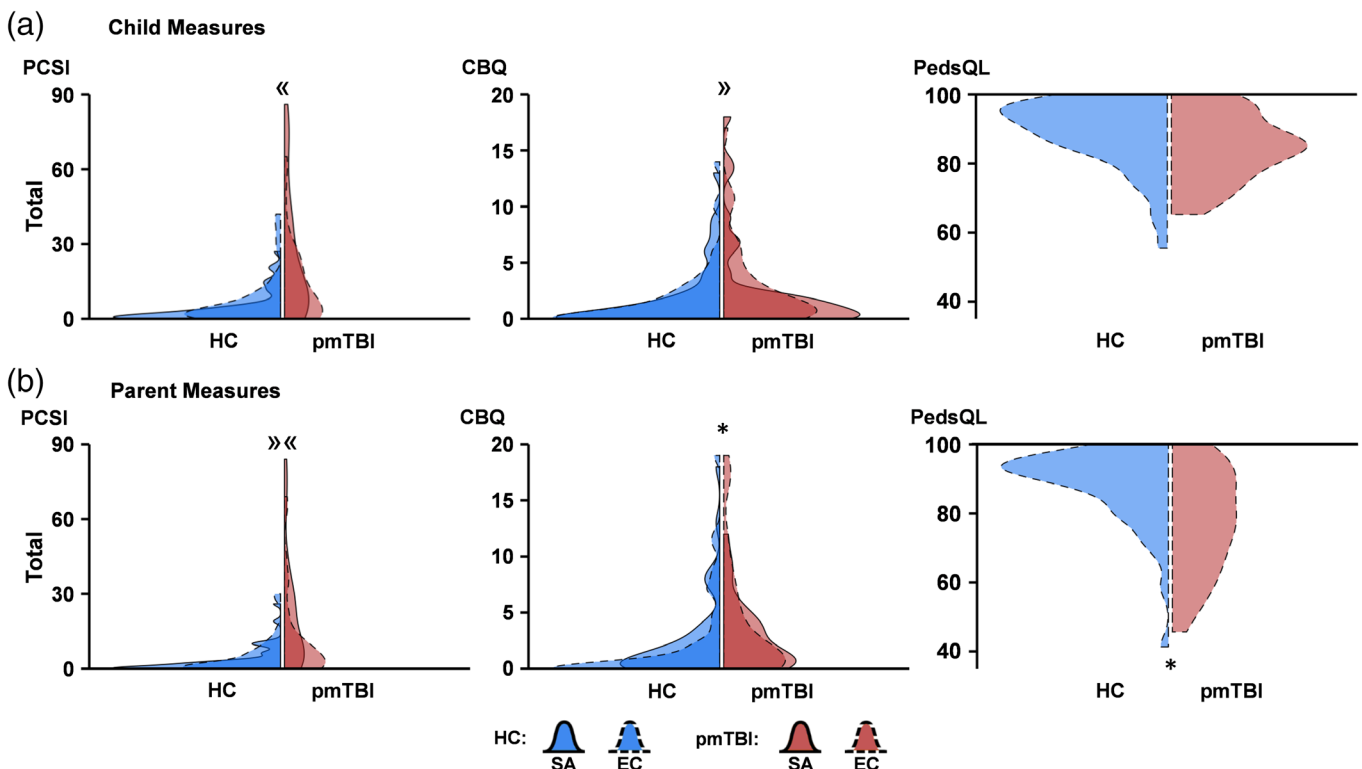 (a) Child Measures
PCSI CBQ PedsQL
« »
90 20 100
60 15 80
30 10 60
0 5 40
0
Total
HC pmTBI HC pmTBI HC pmTBI
(b) Parent Measures
PCSI CBQ PedsQL
»« *
90 20 100
60 15 80
30 10 60
0 5 40
0
Total
*
HC pmTBI HC pmTBI HC pmTBI
HC: pmTBI:
SA EC SA EC